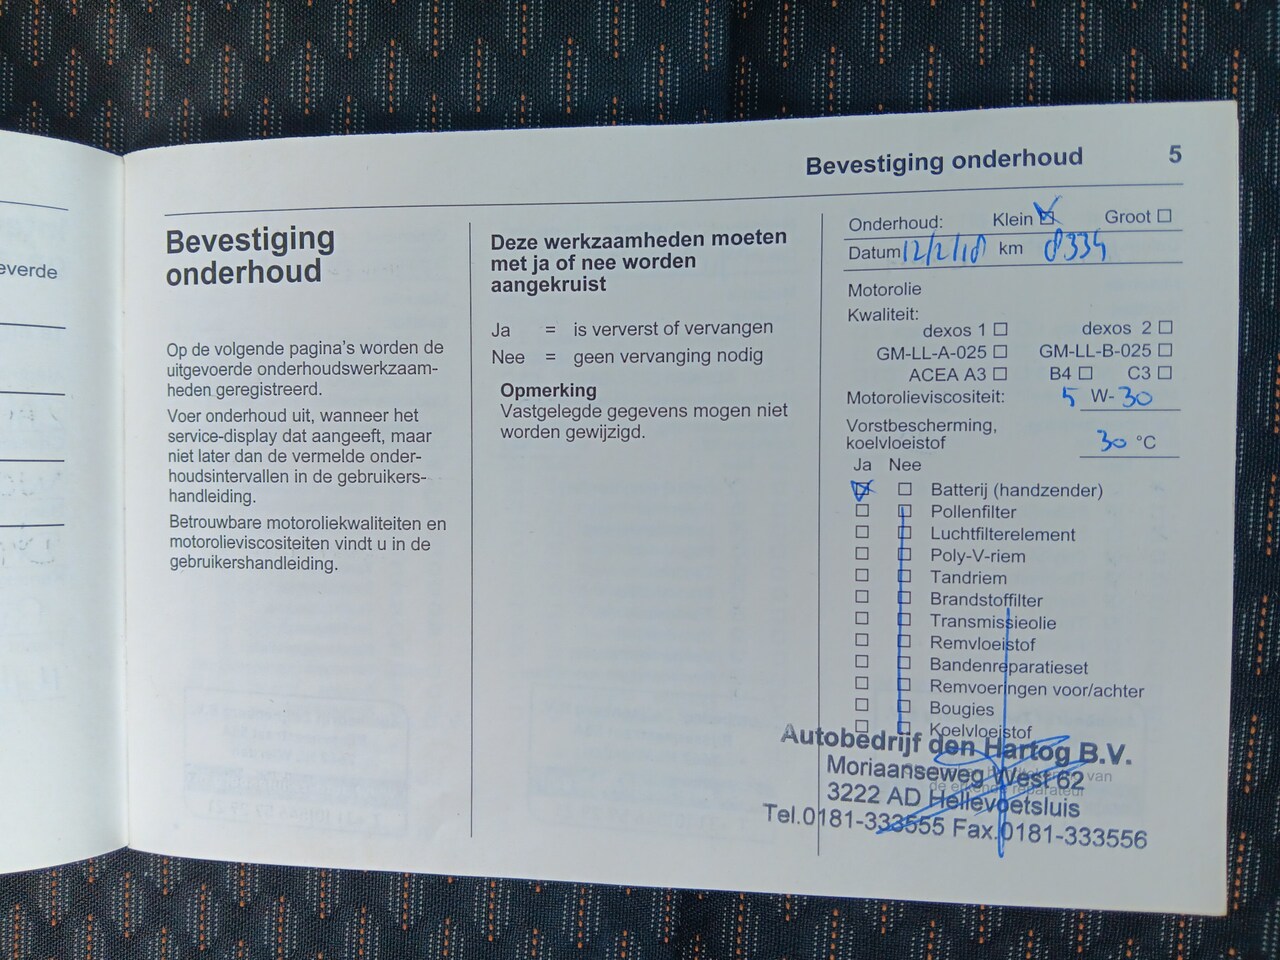 everde
Bevestiging onderhoud 5
Bevestiging
onderhoud
Op de volgende pagina's worden de
uitgevoerde onderhoudswerkzaam-
heden geregistreerd.
Voer onderhoud uit, wanneer het
service-display dat aangeeft, maar
niet later dan de vermelde onder-
houdsintervallen in de gebruikers-
handleiding.
Betrouwbare motoroliekwaliteiten en
motorolieviscositeiten vindt u in de
gebruikershandleiding.
Deze werkzaamheden moeten
met ja of nee worden
aangekruist
Ja = is ververst of vervangen
Nee = geen vervanging nodig
Opmerking
Vastgelegde gegevens mogen niet
worden gewijzigd.
Onderhoud: Klein ☑ Groot ☐
Datum 12/2/18 km 8334
Motorolie
Kwaliteit:
dexos 1 ☐ dexos 2 ☐
GM-LL-A-025 ☐ GM-LL-B-025 ☐
ACEA A3 ☐ B4 ☐ C3 ☐
Motorolieviscositeit: 5 W-30
Vorstbescherming,
koelvloeistof 30 °C
Ja Nee
☑ ☐ Batterij (handzender)
☐ ☐ Pollenfilter
☐ ☐ Luchtfilterelement
☐ ☐ Poly-V-riem
☐ ☐ Tandriem
☐ ☐ Brandstoffilter
☐ ☐ Transmissieolie
☐ ☐ Remvloeistof
☐ ☐ Bandenreparatieset
☐ ☐ Remvoeringen voor/achter
☐ ☐ Bougies
☐ ☐ Koelvloeistof
Autobedrijf den Hartog B.V.
Moriaanseweg West 62
van
3222 AD Hellevoetsluis
Tel.0181-333555 Fax.0181-333556